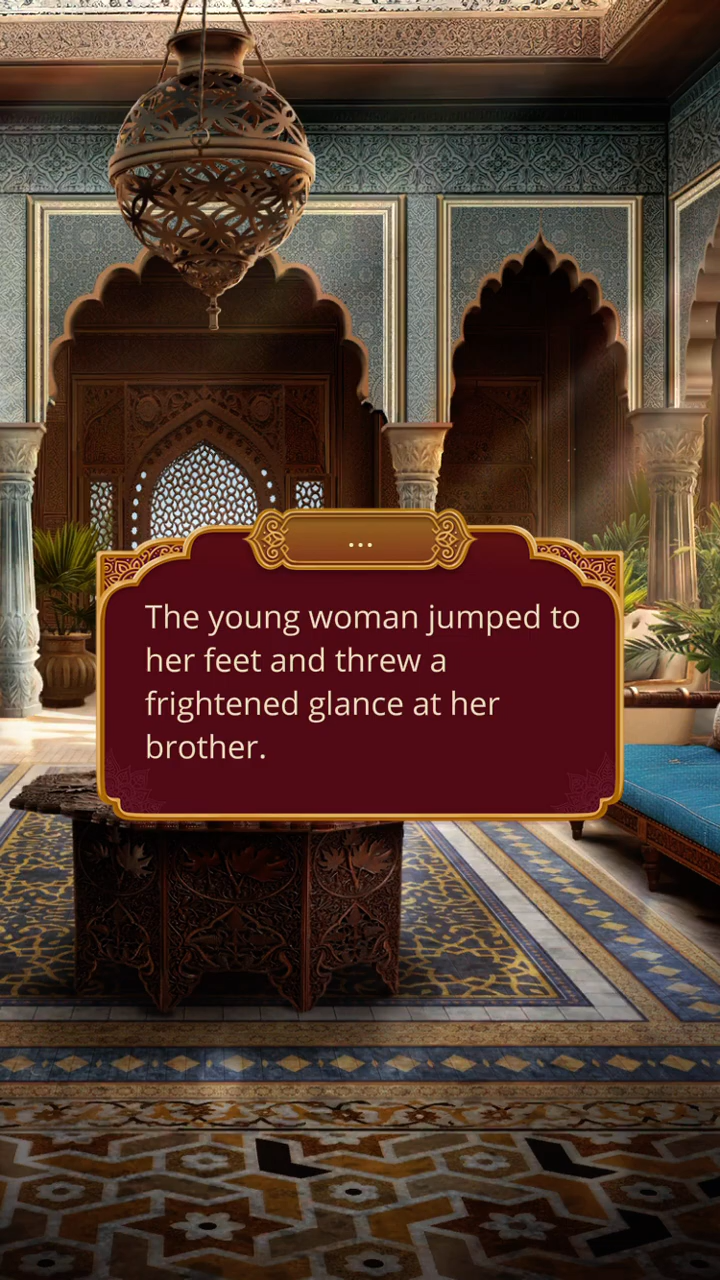 ...
The young woman jumped to
her feet and threw a
frightened glance at her
brother.